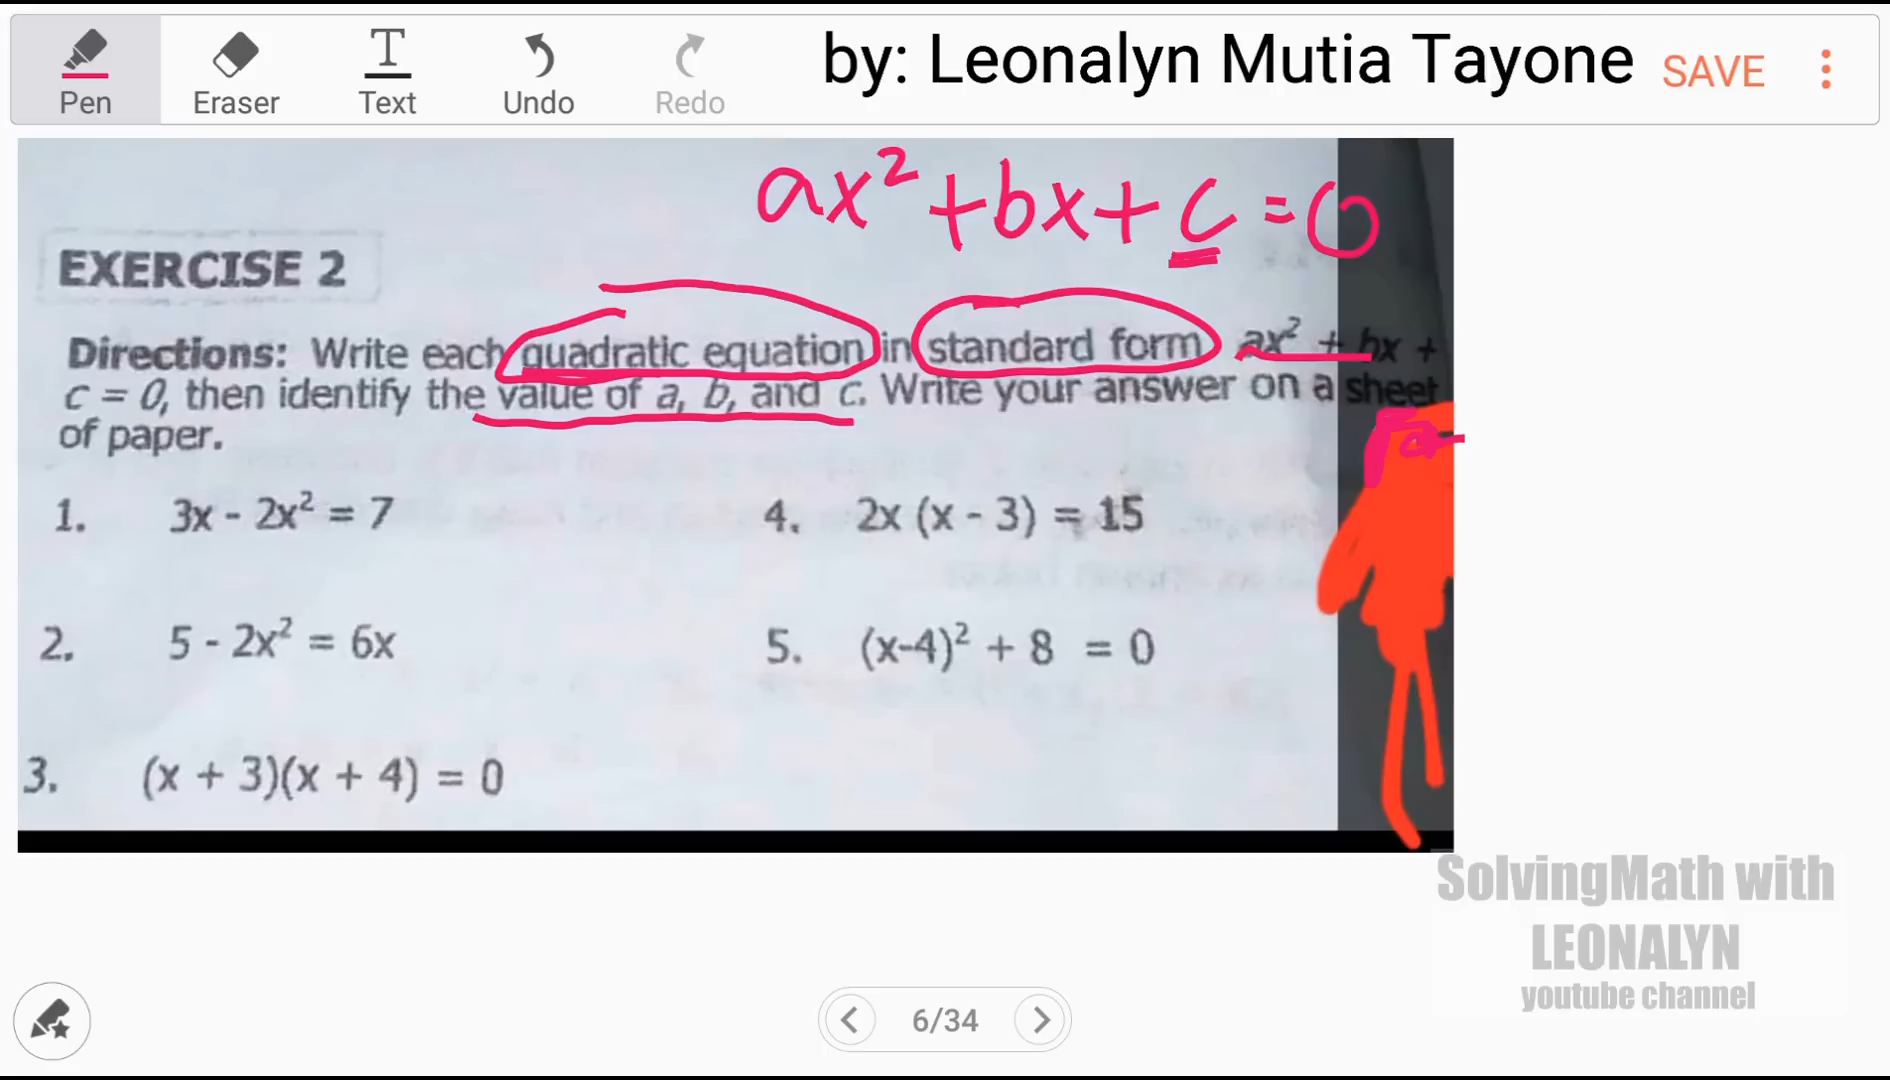 Pen
Eraser
Text
Undo
Redo
by: Leonalyn Mutia Tayone
SAVE
ax² + bx + c = 0
EXERCISE 2
Directions: Write each quadratic equation in standard form ax² + bx +
c = 0, then identify the value of a, b, and c. Write your answer on a sheet
of paper.
1. 3x - 2x² = 7
2. 5 - 2x² = 6x
3. (x + 3)(x + 4) = 0
4. 2x (x - 3) = 15
5. (x-4)² + 8 = 0
SolvingMath with
LEONALYN
youtube channel
6/34